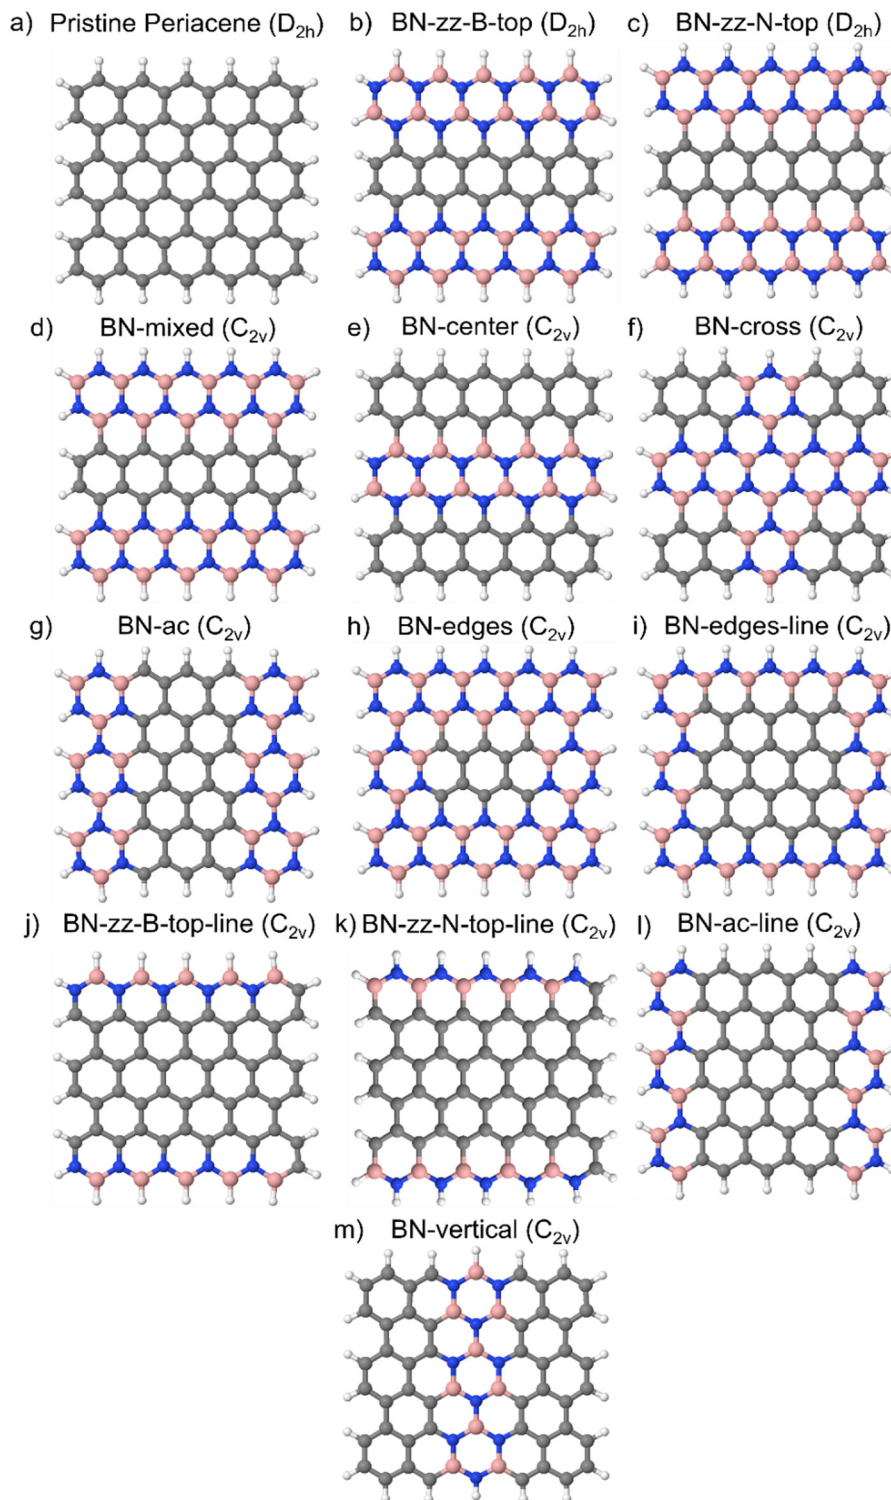 a) Pristine Periacene (D2h)
b) BN-zz-B-top (D2h)
c) BN-zz-N-top (D2h)
d) BN-mixed (C2v)
e) BN-center (C2v)
f) BN-cross (C2v)
g) BN-ac (C2v)
h) BN-edges (C2v)
i) BN-edges-line (C2v)
j) BN-zz-B-top-line (C2v)
k) BN-zz-N-top-line (C2v)
l) BN-ac-line (C2v)
m) BN-vertical (C2v)